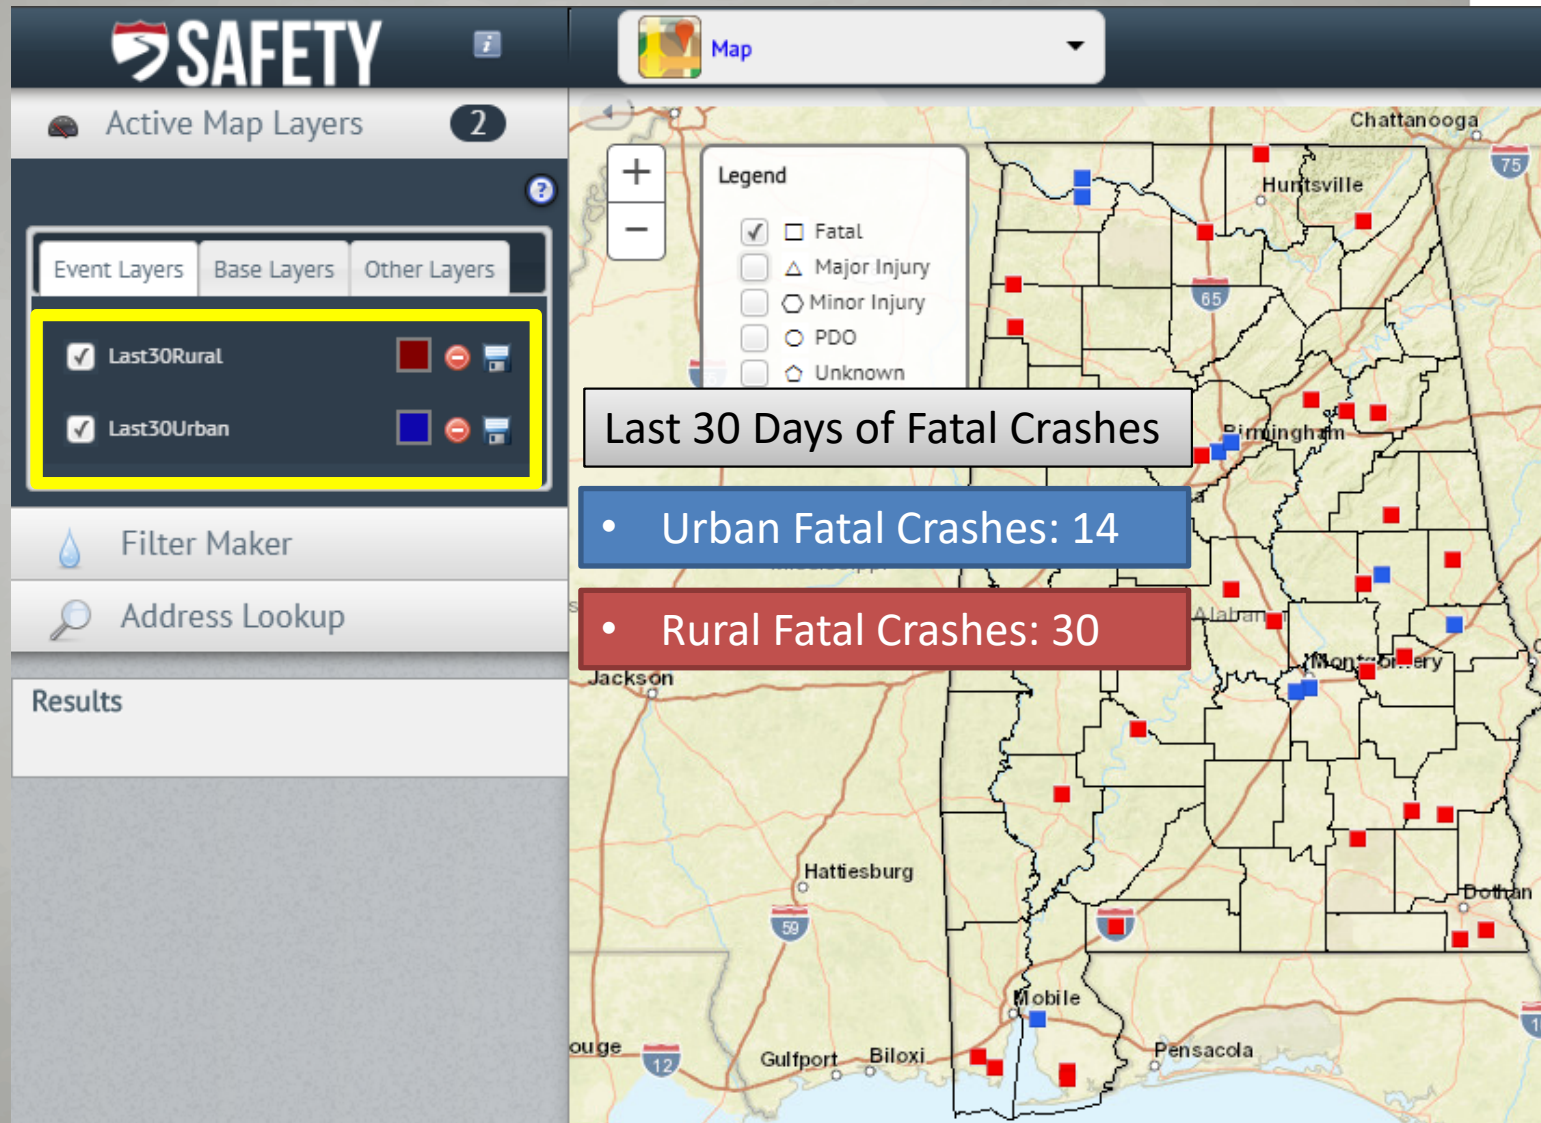 SAFETY
Map
Active Map Layers 2
Event Layers Base Layers Other Layers
Last30Rural
Last30Urban
Filter Maker
Address Lookup
Results
Legend
Fatal
Major Injury
Minor Injury
PDO
Unknown
Last 30 Days of Fatal Crashes
• Urban Fatal Crashes: 14
• Rural Fatal Crashes: 30
Chattanooga
75
Huntsville
65
Birmingham
Montgomery
Jackson
Hattiesburg
59
Dothan
Mobile
Pensacola
12
Gulfport
Biloxi